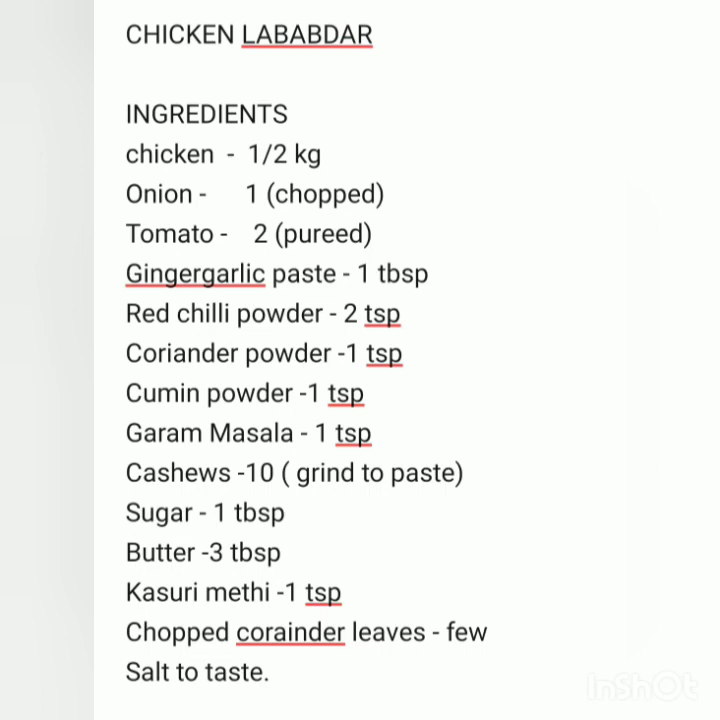 CHICKEN LABABDAR
INGREDIENTS
chicken - 1/2 kg
Onion - 1 (chopped)
Tomato - 2 (pureed)
Gingergarlic paste - 1 tbsp
Red chilli powder - 2 tsp
Coriander powder -1 tsp
Cumin powder -1 tsp
Garam Masala - 1 tsp
Cashews -10 ( grind to paste)
Sugar - 1 tbsp
Butter -3 tbsp
Kasuri methi -1 tsp
Chopped corainder leaves - few
Salt to taste.
InShOt